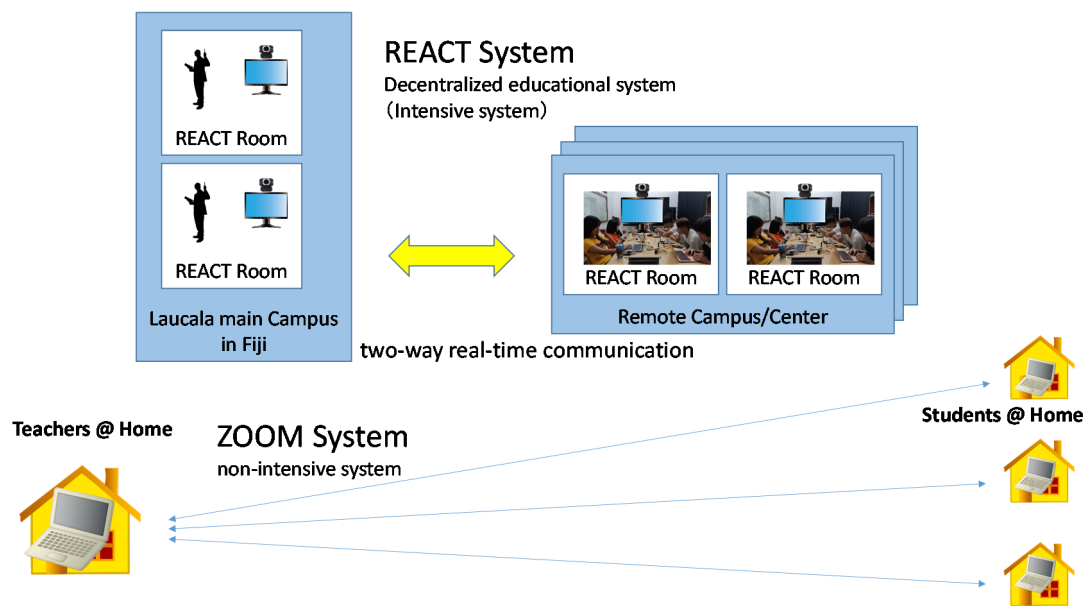 REACT System
Decentralized educational system
（Intensive system）
REACT Room
REACT Room
Laucala main Campus
in Fiji
REACT Room
REACT Room
Remote Campus/Center
two-way real-time communication
Teachers @ Home
ZOOM System
non-intensive system
Students @ Home